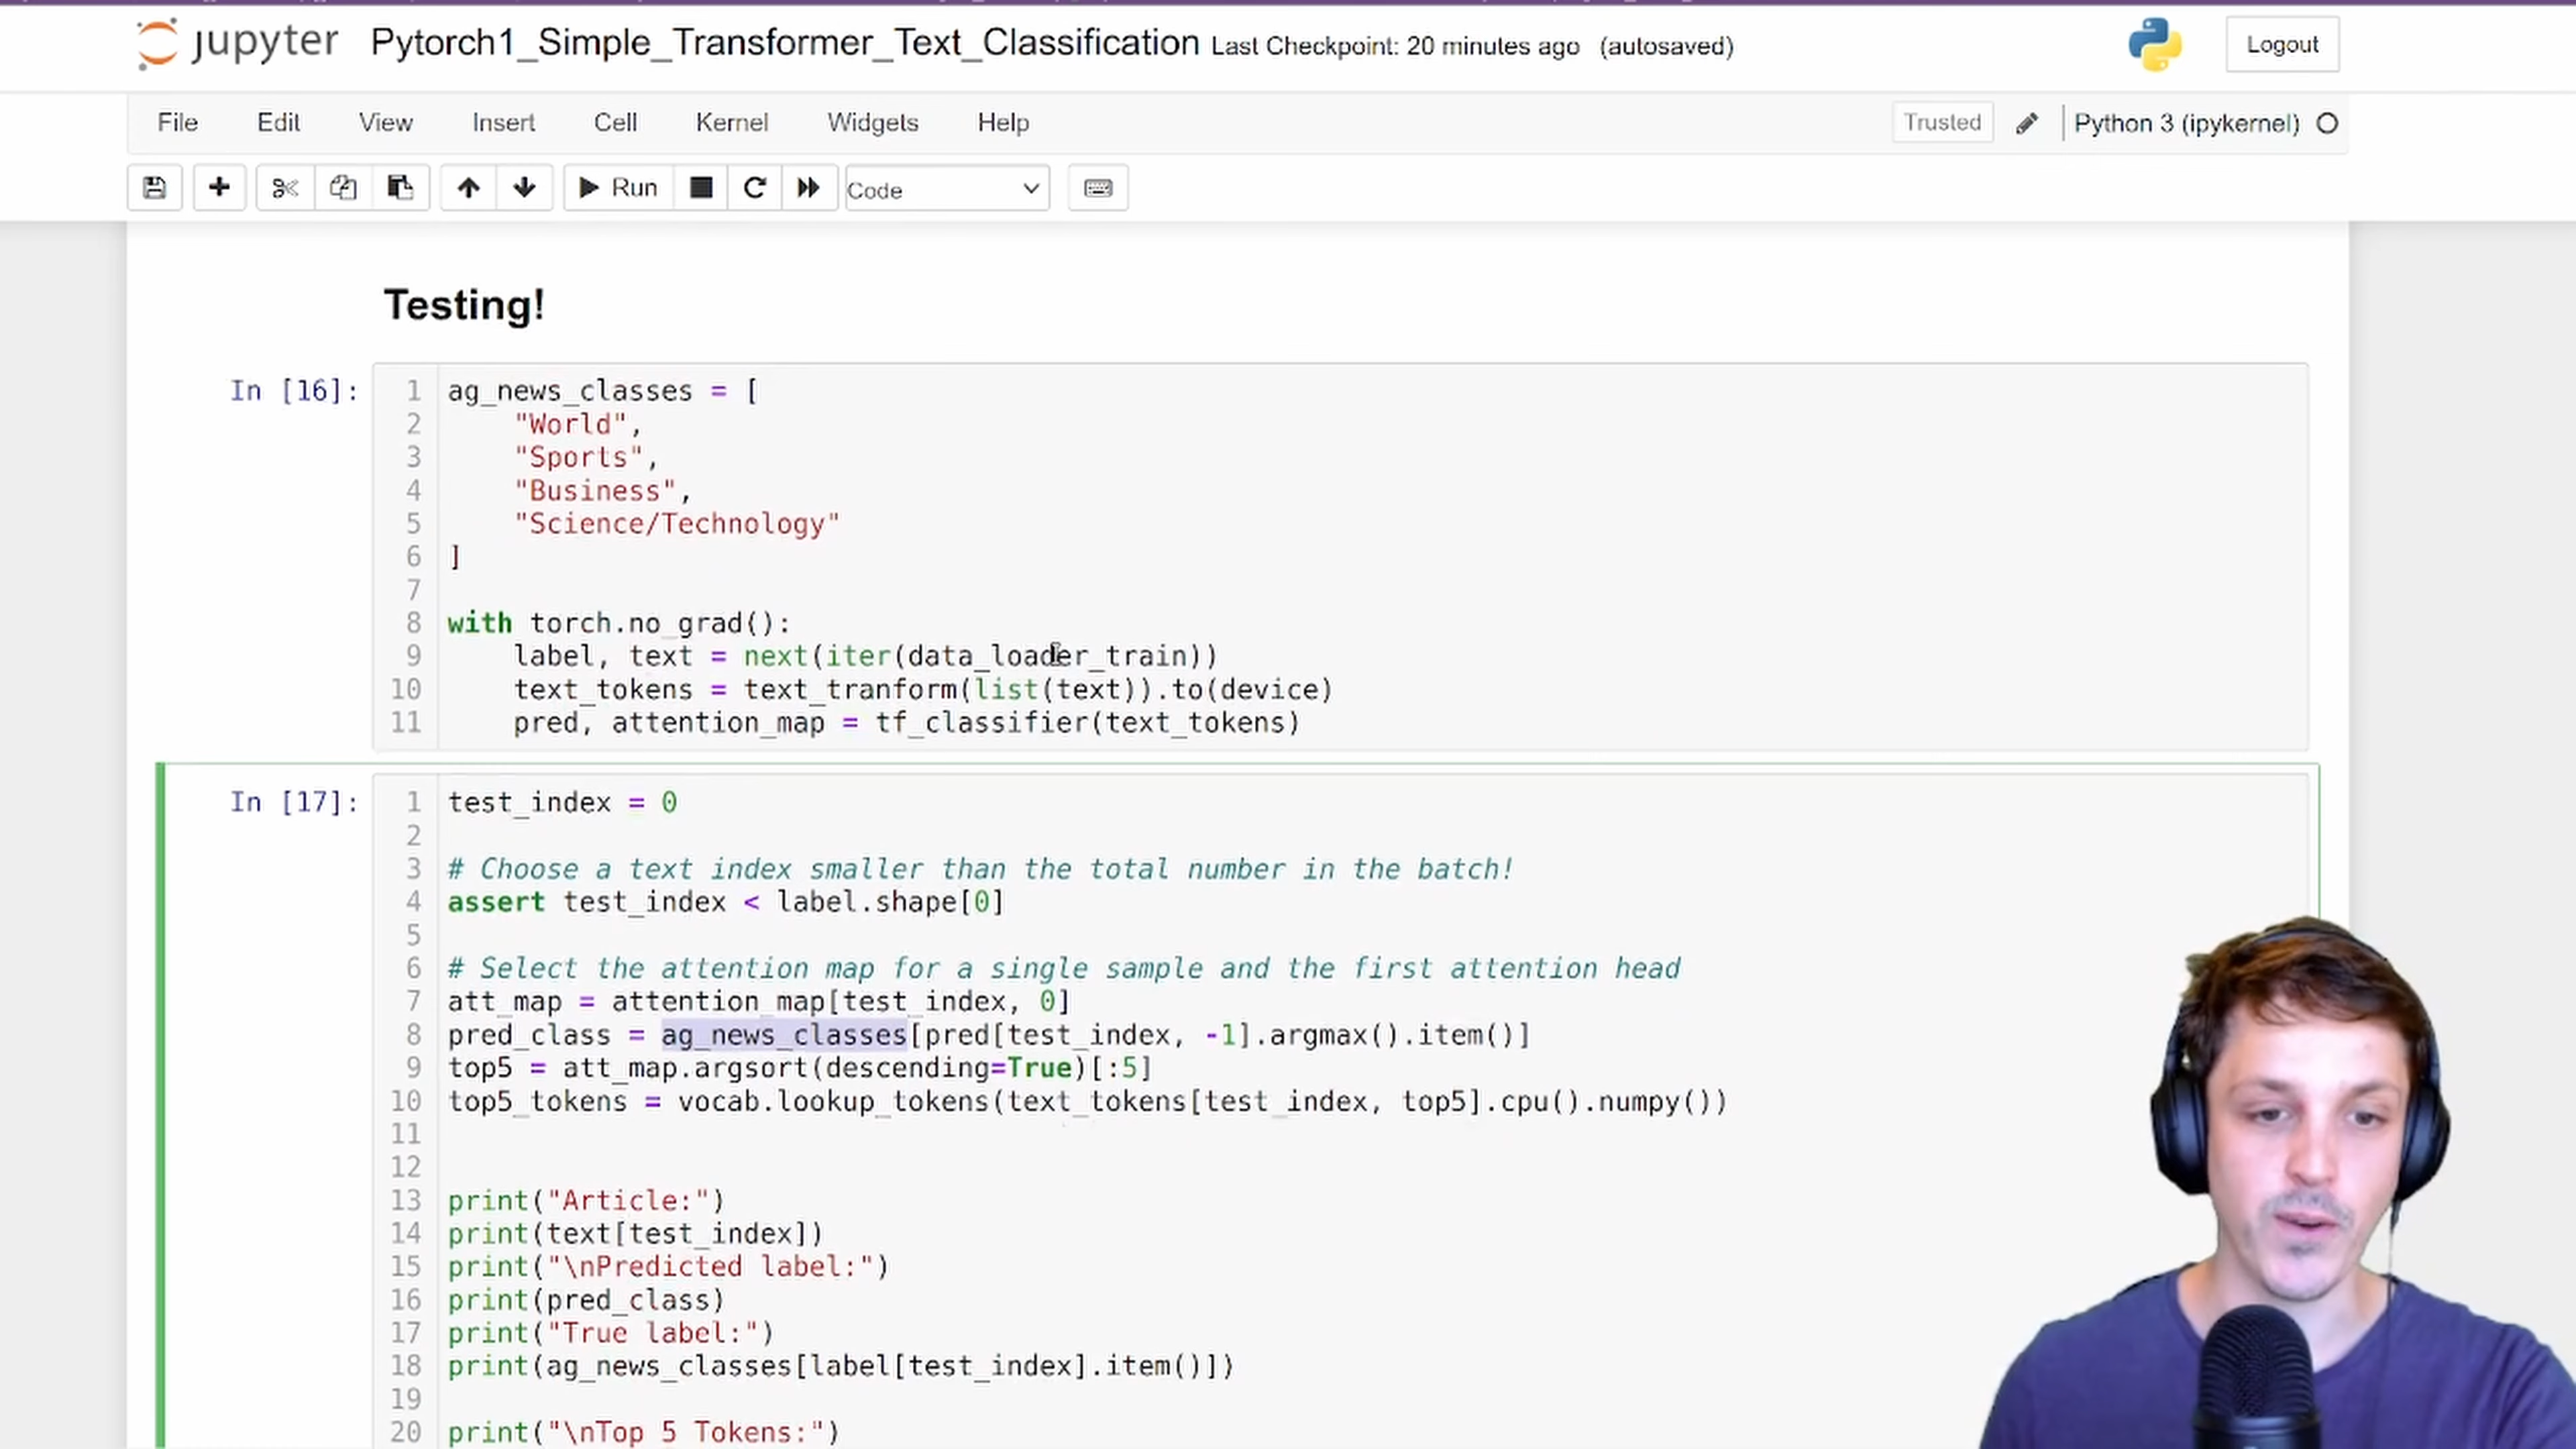 jupyter Pytorch1_Simple_Transformer_Text_Classification Last Checkpoint: 20 minutes ago (autosaved) Logout
File Edit View Insert Cell Kernel Widgets Help Trusted Python 3 (ipykernel)
Run Code
Testing!
In [16]:
1 ag_news_classes = [
2     "World",
3     "Sports",
4     "Business",
5     "Science/Technology"
6 ]
7
8 with torch.no_grad():
9     label, text = next(iter(data_loader_train))
10     text_tokens = text_tranform(list(text)).to(device)
11     pred, attention_map = tf_classifier(text_tokens)
In [17]:
1 test_index = 0
2
3 # Choose a text index smaller than the total number in the batch!
4 assert test_index < label.shape[0]
5
6 # Select the attention map for a single sample and the first attention head
7 att_map = attention_map[test_index, 0]
8 pred_class = ag_news_classes[pred[test_index, -1].argmax().item()]
9 top5 = att_map.argsort(descending=True)[:5]
10 top5_tokens = vocab.lookup_tokens(text_tokens[test_index, top5].cpu().numpy())
11
12
13 print("Article:")
14 print(text[test_index])
15 print("\nPredicted label:")
16 print(pred_class)
17 print("True label:")
18 print(ag_news_classes[label[test_index].item()])
19
20 print("\nTop 5 Tokens:")